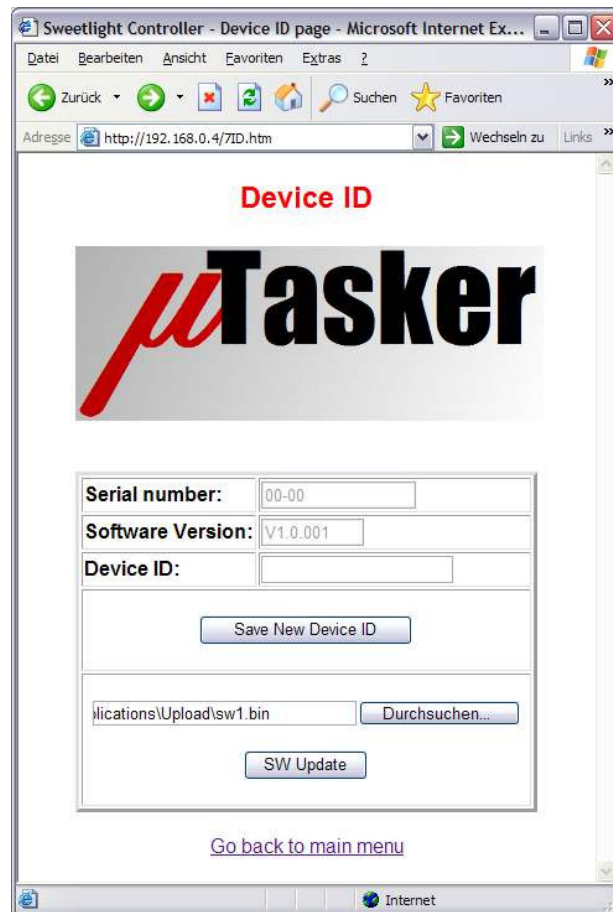 Sweetlight Controller - Device ID page - Microsoft Internet Ex...
Datei Bearbeiten Ansicht Favoriten Extras ?
Zurück Suchen Favoriten »
Adresse http://192.168.0.4/7ID.htm Wechseln zu Links »
Device ID
µTasker
Serial number: 00-00
Software Version: V1.0.001
Device ID:
Save New Device ID
lications\Upload\sw1.bin Durchsuchen...
SW Update
Go back to main menu
Internet